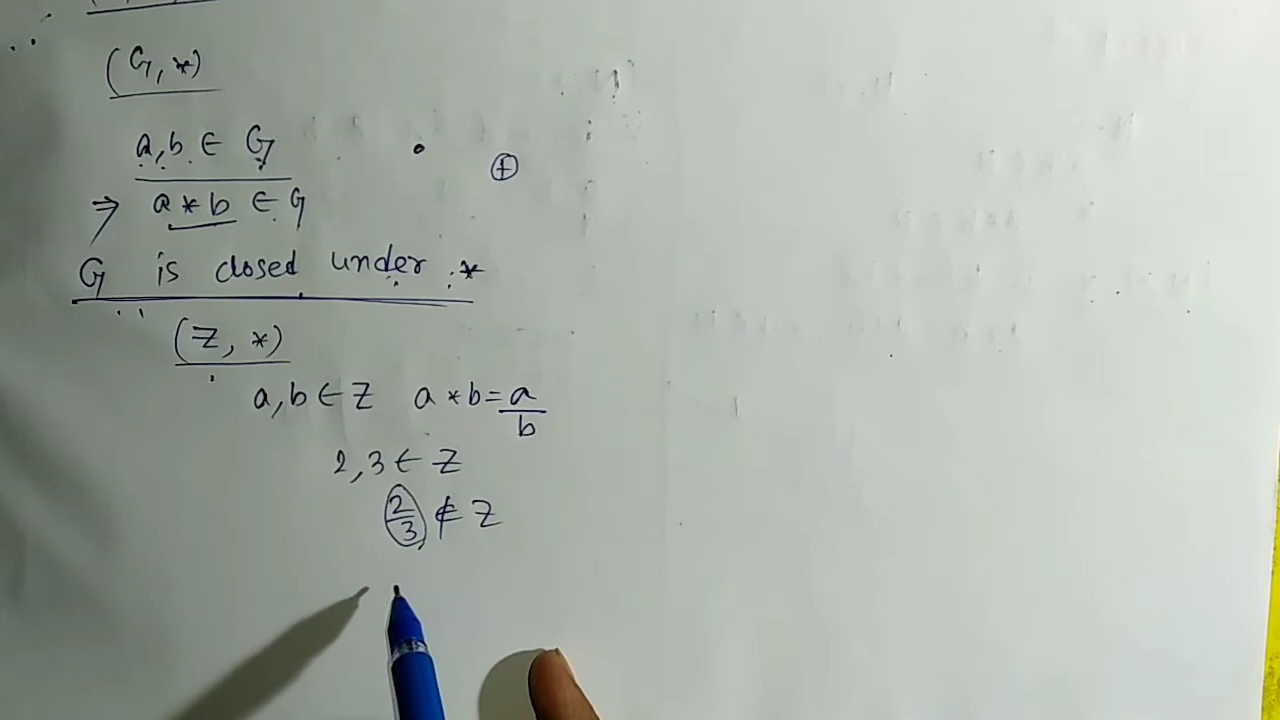 (G, *)
a, b ∈ G
⊕
⇒ a * b ∈ G
G is closed under *
(Z, *)
a, b ∈ Z a * b = a/b
2, 3 ∈ Z
2/3 ∉ Z